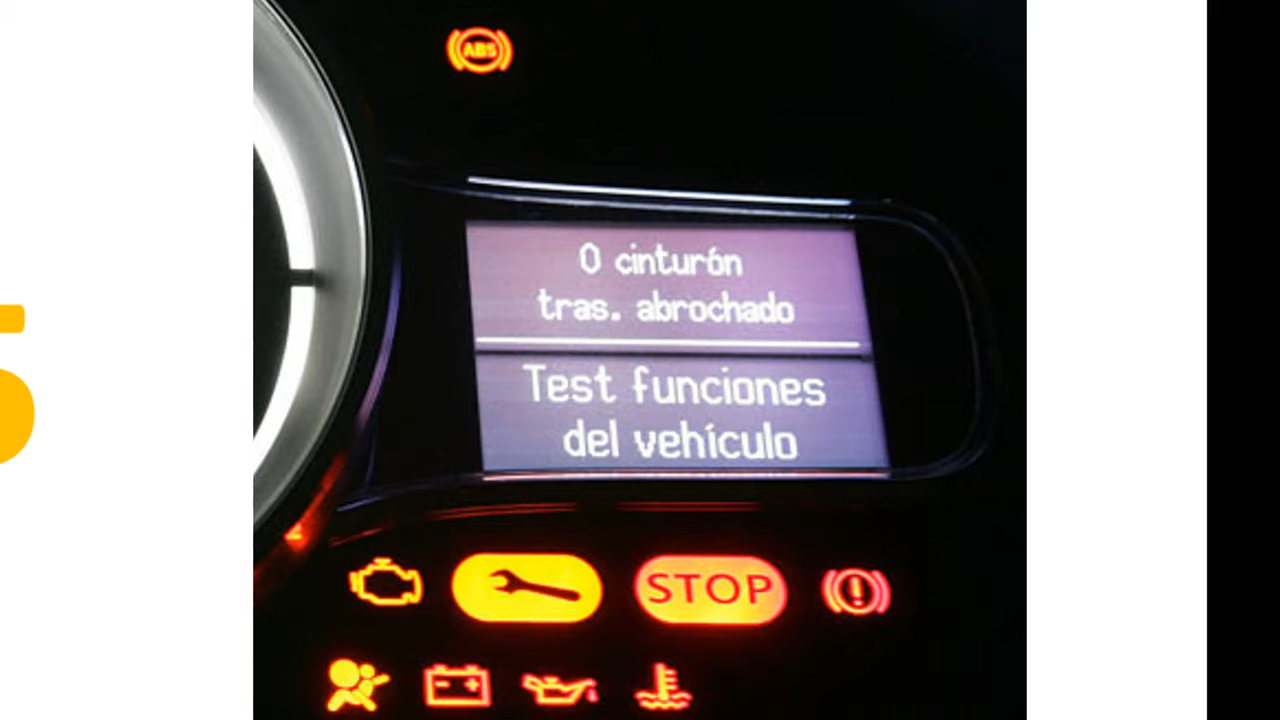 ABS
0 cinturón
tras. abrochado
Test funciones
del vehículo
STOP